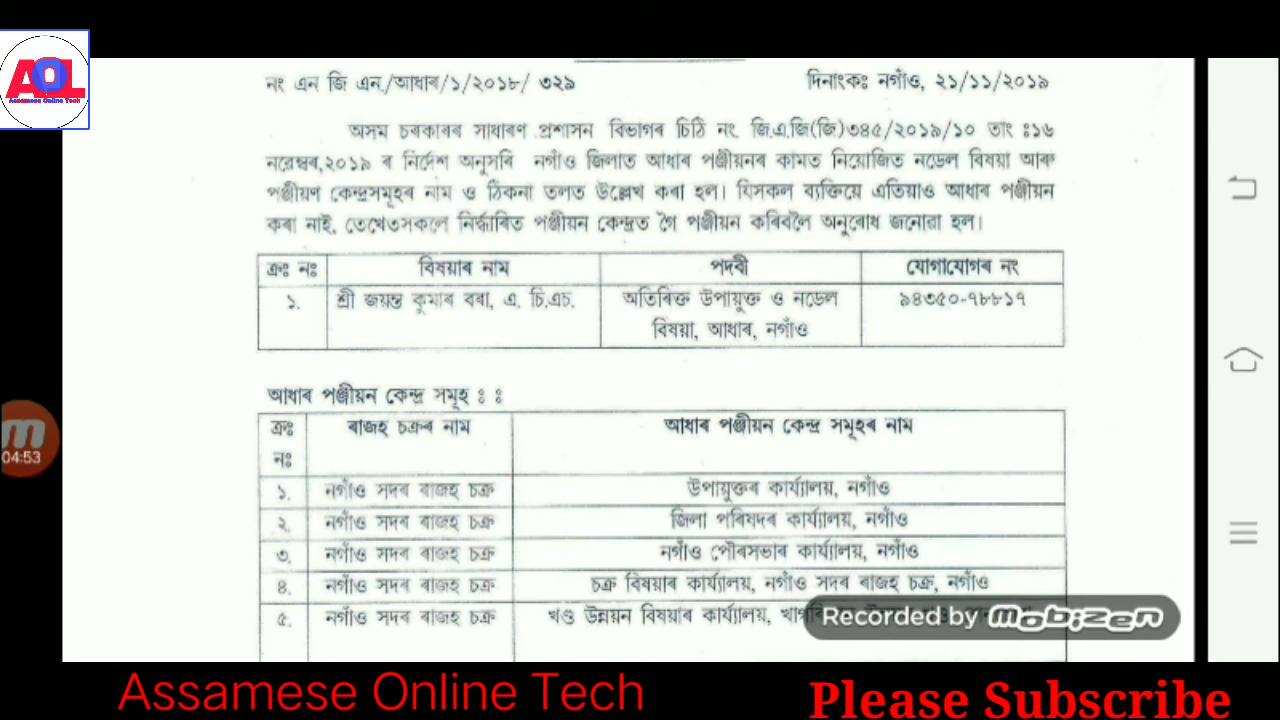 AOL
Assamese Online Tech
নং এন জি এন/আধাৰ/১/২০১৮/ ৩২৯ দিনাংকঃ নগাঁও, ২১/১১/২০১৯
অসম চৰকাৰৰ সাধাৰণ প্ৰশাসন বিভাগৰ চিঠি নং জি.এ.জি(জি)৩৪৫/২০১৯/১০ তাং ঃ১৬
নৱেম্বৰ,২০১৯ ৰ নিৰ্দেশ অনুসৰি নগাঁও জিলাত আধাৰ পঞ্জীয়নৰ কামত নিয়োজিত নডেল বিষয়া আৰু
পঞ্জীয়ণ কেন্দ্ৰসমূহৰ নাম ও ঠিকনা তলত উল্লেখ কৰা হল। যিসকল ব্যক্তিয়ে এতিয়াও আধাৰ পঞ্জীয়ন
কৰা নাই, তেখেতসকলে নিৰ্দ্ধাৰিত পঞ্জীয়ন কেন্দ্ৰত গৈ পঞ্জীয়ন কৰিবলৈ অনুৰোধ জনোৱা হল।
ক্ৰঃ নঃ বিষয়াৰ নাম পদবী যোগাযোগৰ নং
১. শ্ৰী জয়ন্ত কুমাৰ বৰা, এ. চি.এচ. অতিৰিক্ত উপায়ুক্ত ও নডেল ৯৪৩৫০-৭৮৮১৭
বিষয়া, আধাৰ, নগাঁও
আধাৰ পঞ্জীয়ন কেন্দ্ৰ সমূহ ঃ ঃ
ক্ৰঃ ৰাজহ চক্ৰৰ নাম আধাৰ পঞ্জীয়ন কেন্দ্ৰ সমূহৰ নাম
নঃ
১. নগাঁও সদৰ ৰাজহ চক্ৰ উপায়ুক্তৰ কাৰ্য্যালয়, নগাঁও
২. নগাঁও সদৰ ৰাজহ চক্ৰ জিলা পৰিষদৰ কাৰ্য্যালয়, নগাঁও
৩. নগাঁও সদৰ ৰাজহ চক্ৰ নগাঁও পৌৰসভাৰ কাৰ্য্যালয়, নগাঁও
৪. নগাঁও সদৰ ৰাজহ চক্ৰ চক্ৰ বিষয়াৰ কাৰ্য্যালয়, নগাঁও সদৰ ৰাজহ চক্ৰ, নগাঁও
৫. নগাঁও সদৰ ৰাজহ চক্ৰ খণ্ড উন্নয়ন বিষয়াৰ কাৰ্য্যালয়,
04:53
Recorded by mobizen
Assamese Online Tech
Please Subscribe